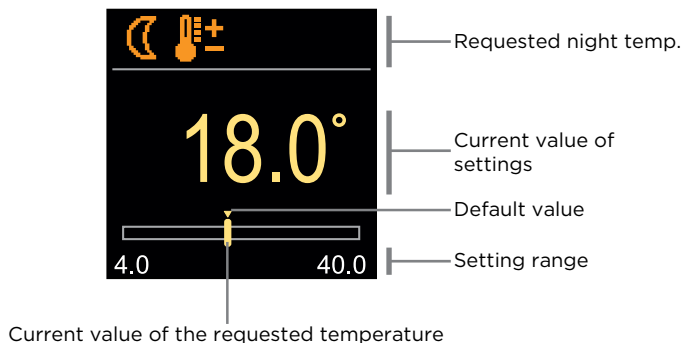 Requested night temp.
18.0°
Current value of
settings
Default value
4.0 40.0
Setting range
Current value of the requested temperature